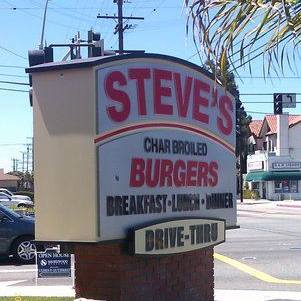 STEVE'S
CHAR BROILED
BURGERS
BREAKFAST-LUNCH-DINNER
DRIVE-THRU
OPEN HOUSE